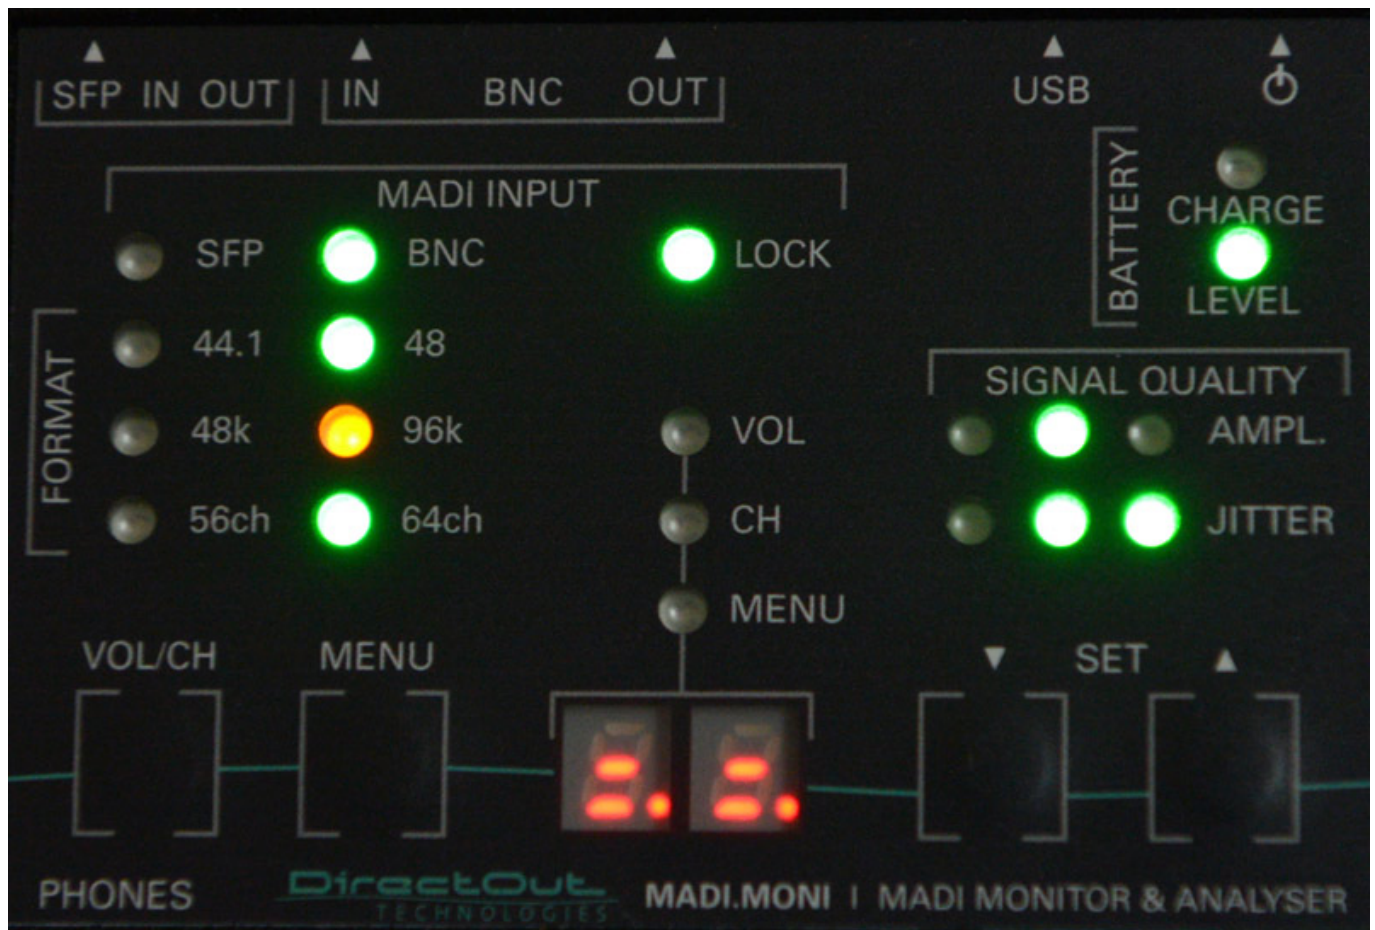 ▲ ▲ ▲ ▲ ▲
SFP IN OUT IN BNC OUT USB
BATTERY
MADI INPUT
CHARGE
SFP BNC LOCK
LEVEL
FORMAT
44.1 48
SIGNAL QUALITY
48k 96k VOL AMPL.
56ch 64ch CH JITTER
MENU
VOL/CH MENU ▼ SET ▲
PHONES DirectOut MADI.MONI | MADI MONITOR & ANALYSER
TECHNOLOGIES